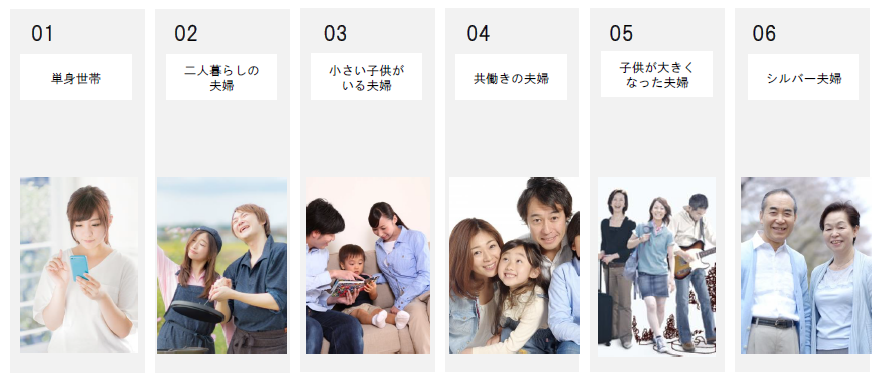 01
単身世帯
02
二人暮らしの
夫婦
03
小さい子供が
いる夫婦
04
共働きの夫婦
05
子供が大きく
なった夫婦
06
シルバー夫婦